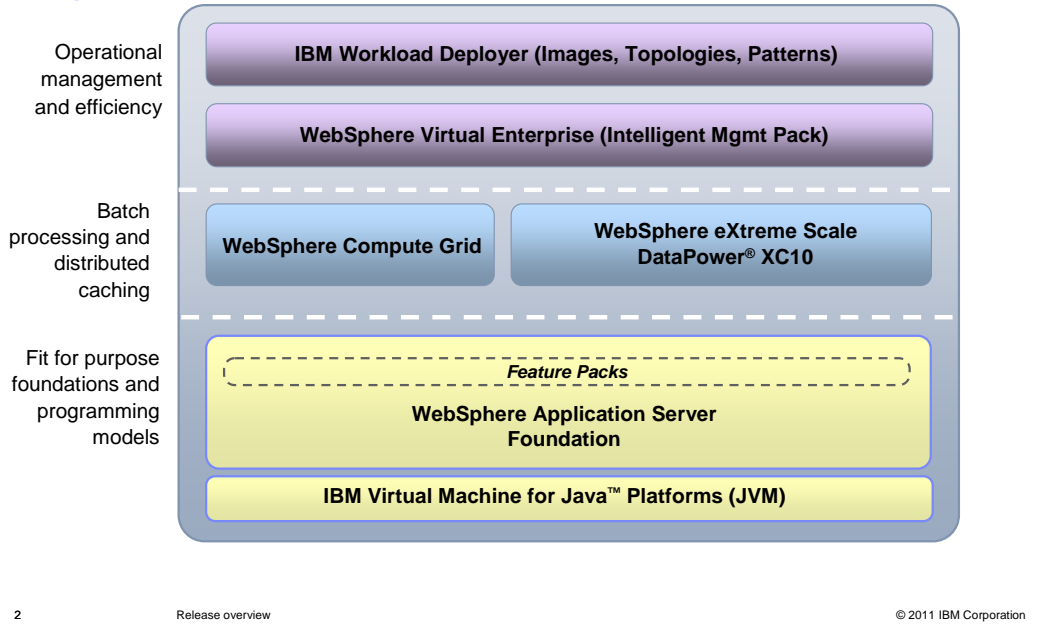 Operational
management
and efficiency
IBM Workload Deployer (Images, Topologies, Patterns)
WebSphere Virtual Enterprise (Intelligent Mgmt Pack)
Batch
processing and
distributed
caching
WebSphere Compute Grid
WebSphere eXtreme Scale
DataPower® XC10
Fit for purpose
foundations and
programming
models
Feature Packs
WebSphere Application Server
Foundation
IBM Virtual Machine for Java™ Platforms (JVM)
2
Release overview
© 2011 IBM Corporation